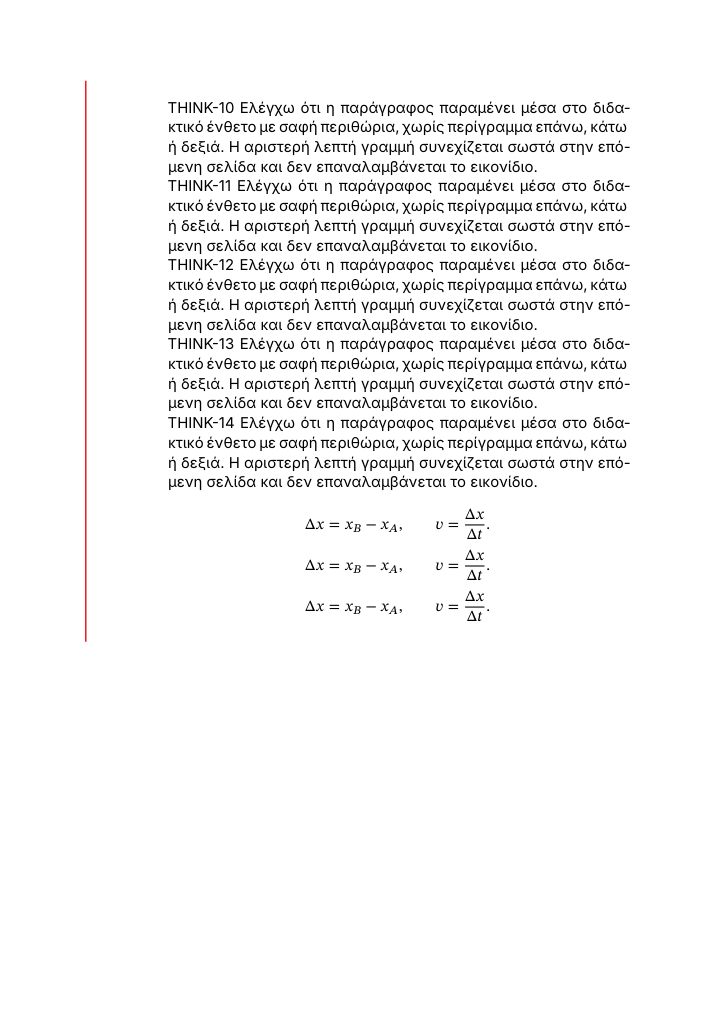 THINK-10 Ελέγχω ότι η παράγραφος παραμένει μέσα στο διδα-
κτικό ένθετο με σαφή περιθώρια, χωρίς περίγραμμα επάνω, κάτω
ή δεξιά. Η αριστερή λεπτή γραμμή συνεχίζεται σωστά στην επό-
μενη σελίδα και δεν επαναλαμβάνεται το εικονίδιο.
THINK-11 Ελέγχω ότι η παράγραφος παραμένει μέσα στο διδα-
κτικό ένθετο με σαφή περιθώρια, χωρίς περίγραμμα επάνω, κάτω
ή δεξιά. Η αριστερή λεπτή γραμμή συνεχίζεται σωστά στην επό-
μενη σελίδα και δεν επαναλαμβάνεται το εικονίδιο.
THINK-12 Ελέγχω ότι η παράγραφος παραμένει μέσα στο διδα-
κτικό ένθετο με σαφή περιθώρια, χωρίς περίγραμμα επάνω, κάτω
ή δεξιά. Η αριστερή λεπτή γραμμή συνεχίζεται σωστά στην επό-
μενη σελίδα και δεν επαναλαμβάνεται το εικονίδιο.
THINK-13 Ελέγχω ότι η παράγραφος παραμένει μέσα στο διδα-
κτικό ένθετο με σαφή περιθώρια, χωρίς περίγραμμα επάνω, κάτω
ή δεξιά. Η αριστερή λεπτή γραμμή συνεχίζεται σωστά στην επό-
μενη σελίδα και δεν επαναλαμβάνεται το εικονίδιο.
THINK-14 Ελέγχω ότι η παράγραφος παραμένει μέσα στο διδα-
κτικό ένθετο με σαφή περιθώρια, χωρίς περίγραμμα επάνω, κάτω
ή δεξιά. Η αριστερή λεπτή γραμμή συνεχίζεται σωστά στην επό-
μενη σελίδα και δεν επαναλαμβάνεται το εικονίδιο.
Δx = x_B − x_A, υ = Δx/Δt.
Δx = x_B − x_A, υ = Δx/Δt.
Δx = x_B − x_A, υ = Δx/Δt.